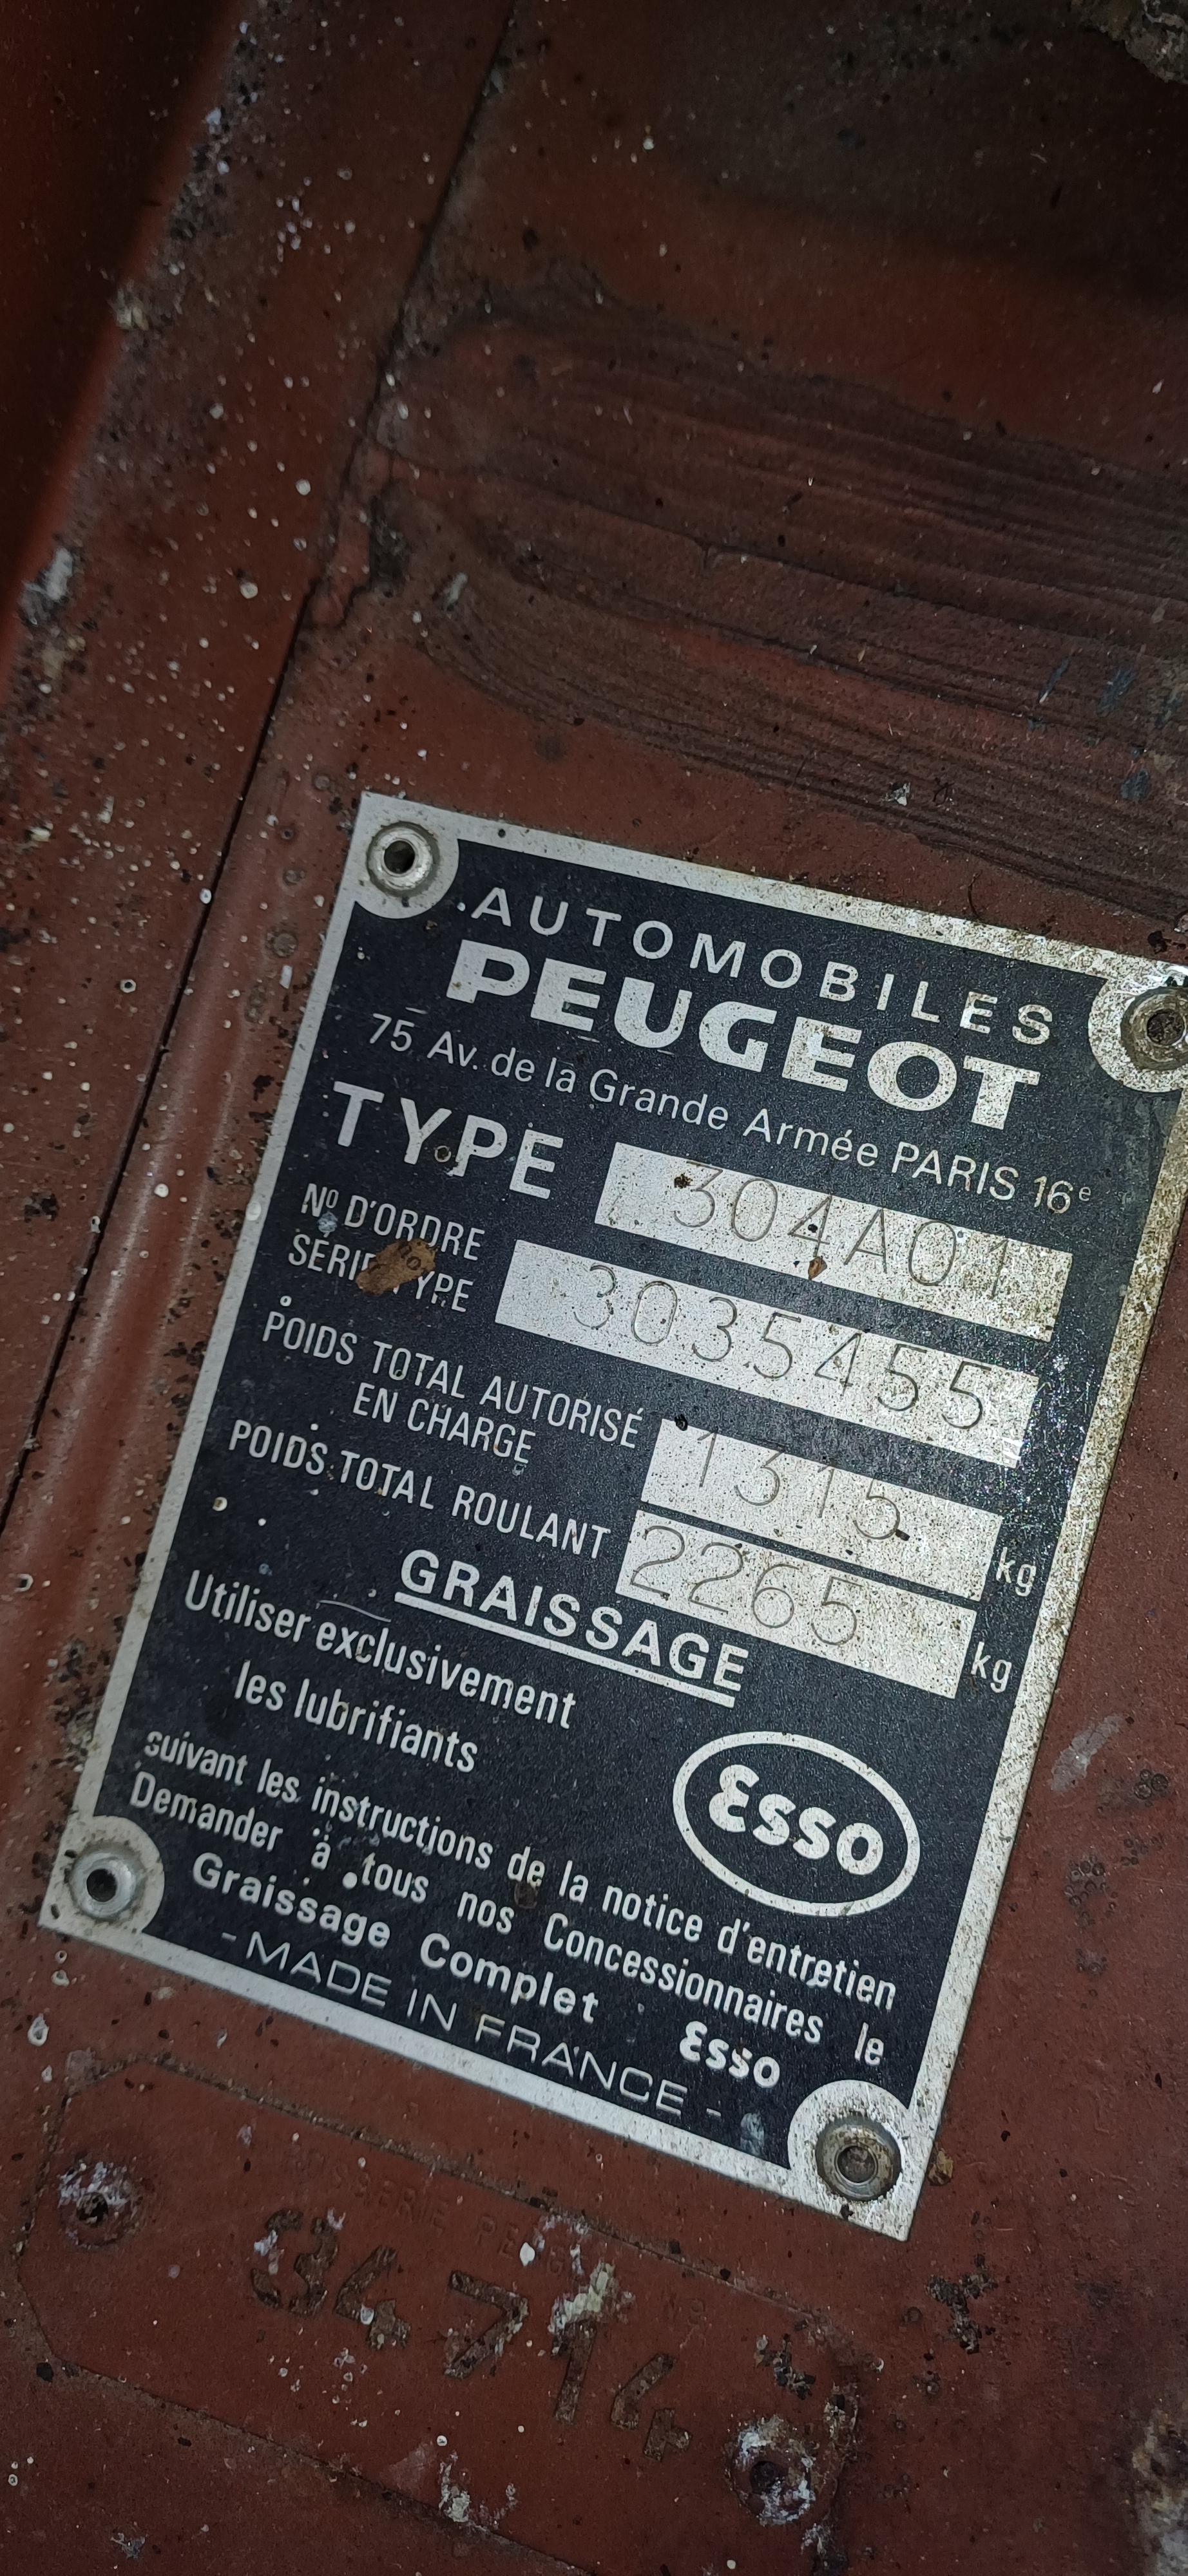 AUTOMOBILES
PEUGEOT
75 Av. de la Grande Armée PARIS 16e
TYPE 304A01
No D'ORDRE
SÉRIE TYPE 3035455
POIDS TOTAL AUTORISÉ
EN CHARGE 1315 kg
POIDS TOTAL ROULANT 2265 kg
GRAISSAGE
Utiliser exclusivement
les lubrifiants
Esso
suivant les instructions de la notice d'entretien
Demander à tous nos Concessionnaires le
Graissage Complet Esso
- MADE IN FRANCE -
SERIE
34714